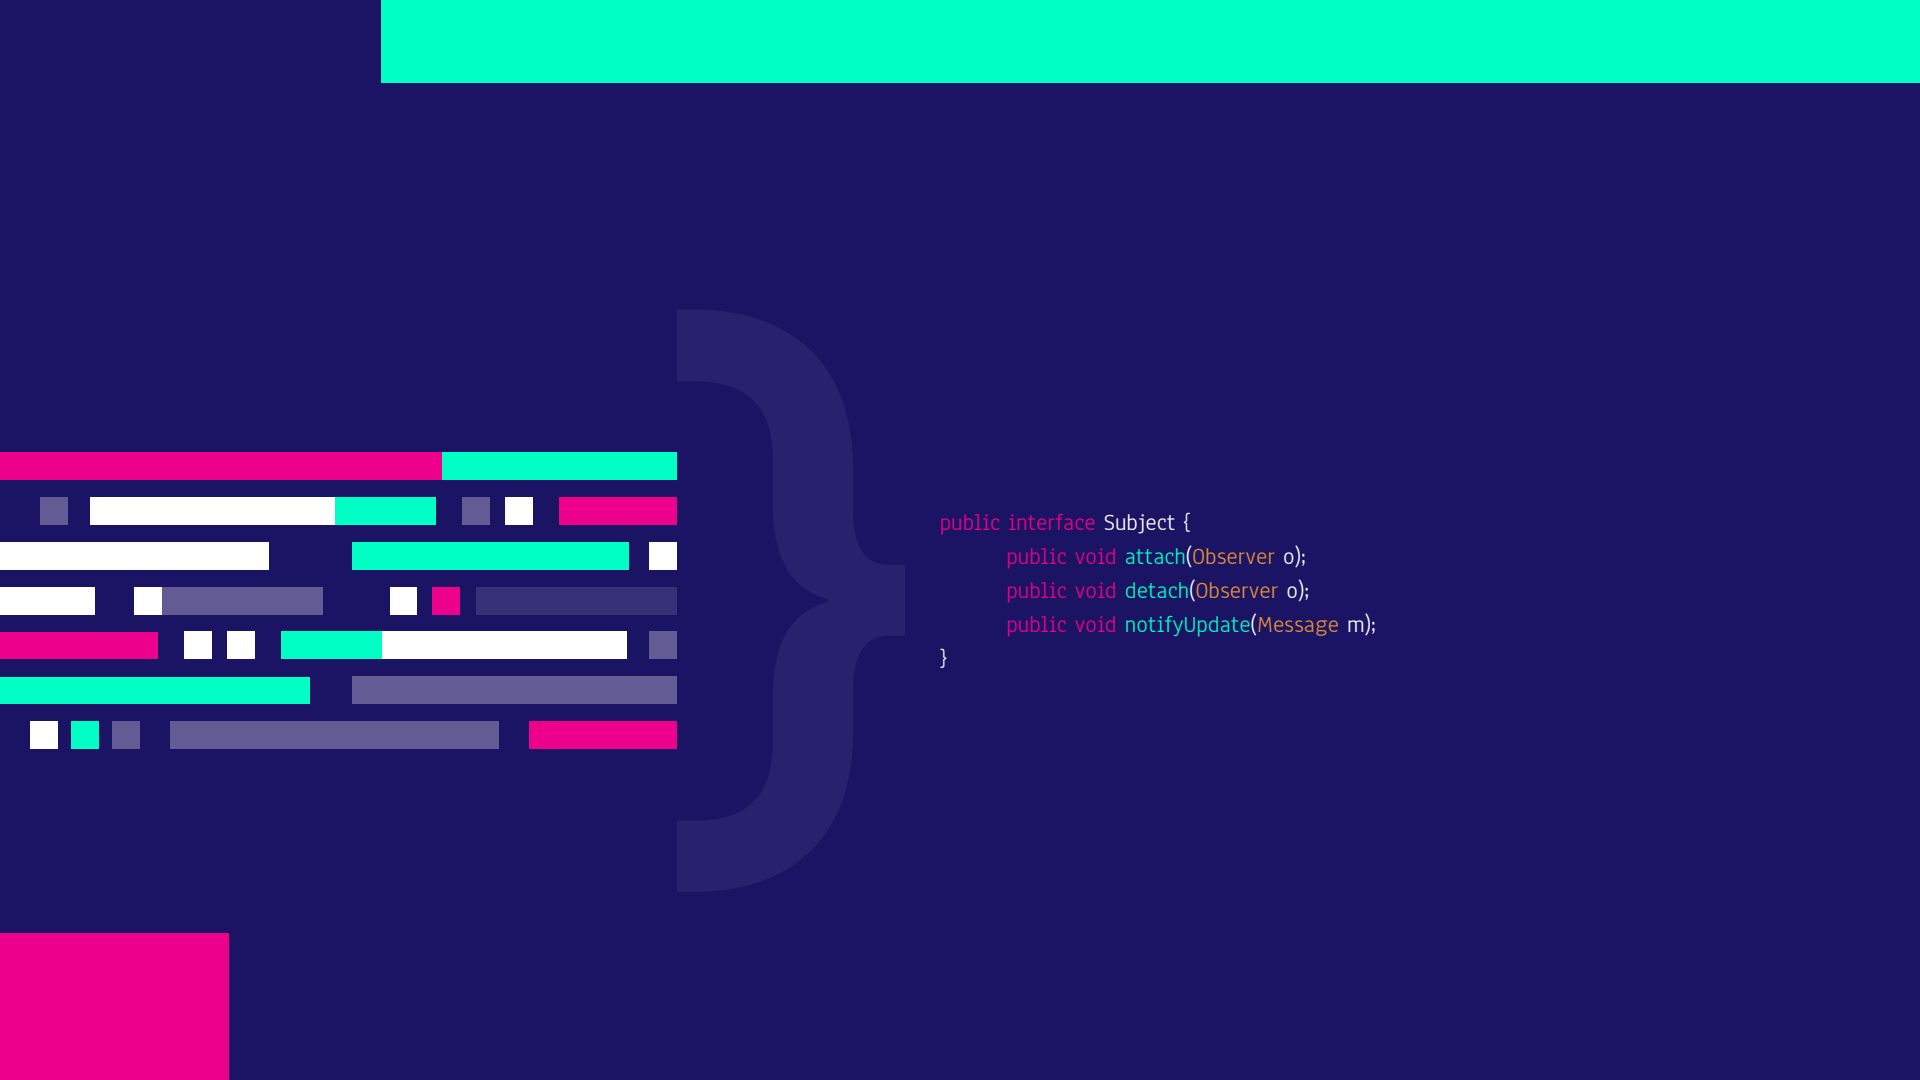 public interface Subject {
public void attach(Observer o);
public void detach(Observer o);
public void notifyUpdate(Message m);
}